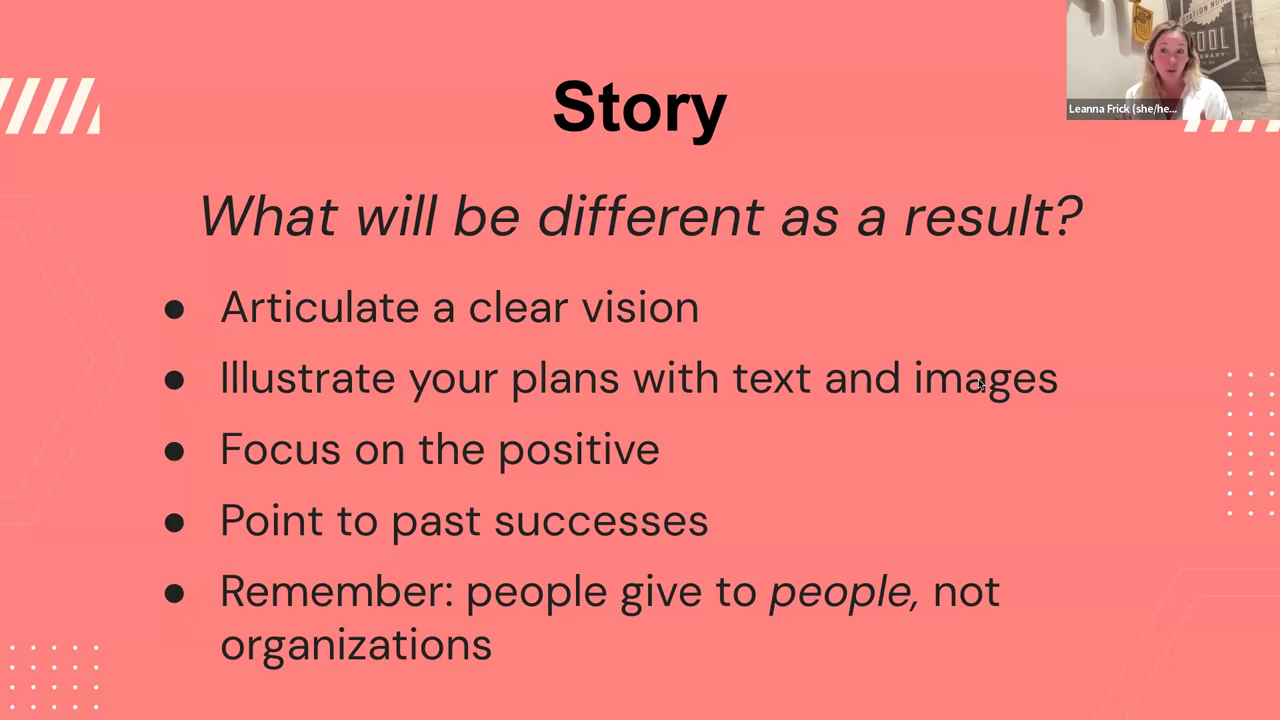 Story
What will be different as a result?
● Articulate a clear vision
● Illustrate your plans with text and images
● Focus on the positive
● Point to past successes
● Remember: people give to people, not
organizations
TOOL
Leanna Frick (she/he...